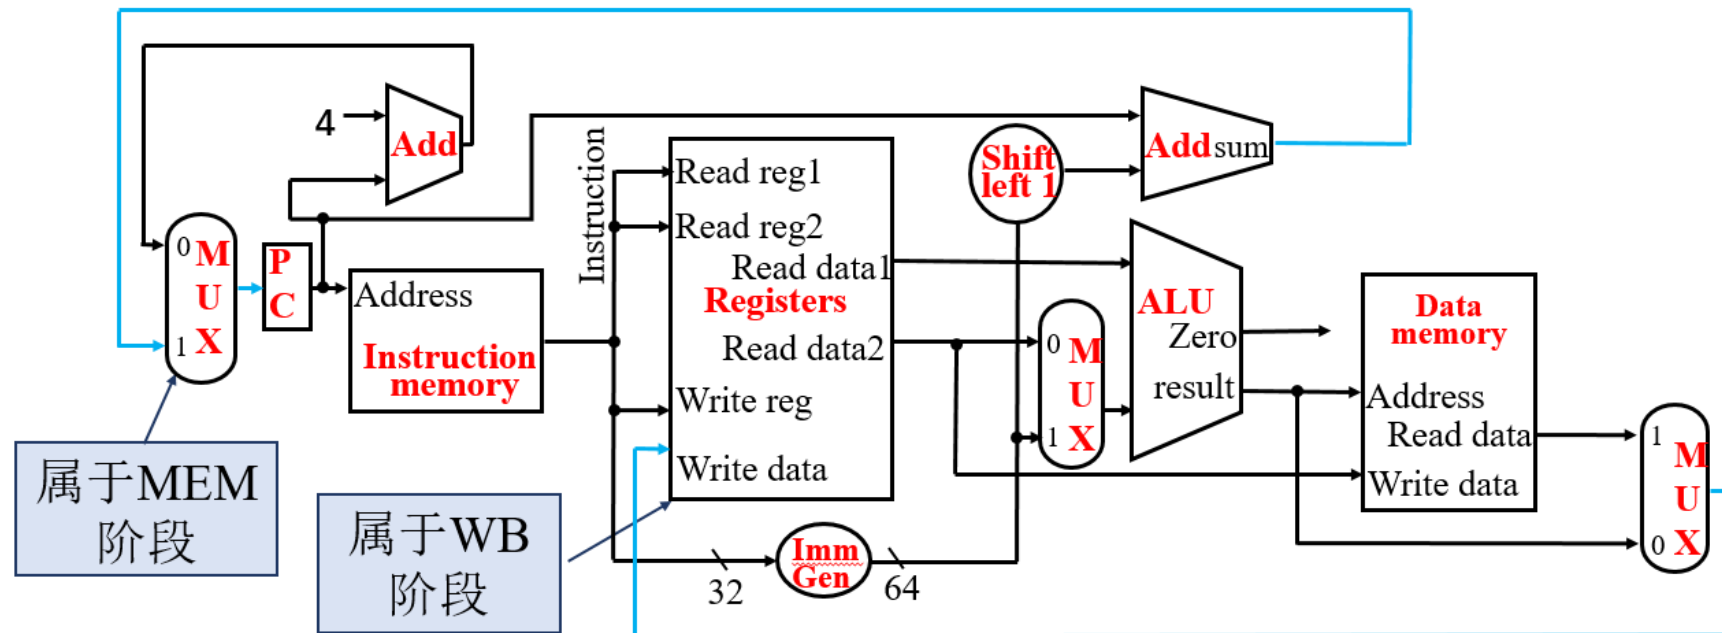 4
Add
0
M
U
1 X
P
C
Address
Instruction
memory
Instruction
Read reg1
Read reg2
Read data1
Registers
Read data2
Write reg
Write data
Imm
Gen
32
64
Shift
left 1
Add sum
0
M
U
1 X
ALU
Zero
result
Data
memory
Address
Read data
Write data
1
M
U
0 X
属于MEM
阶段
属于WB
阶段